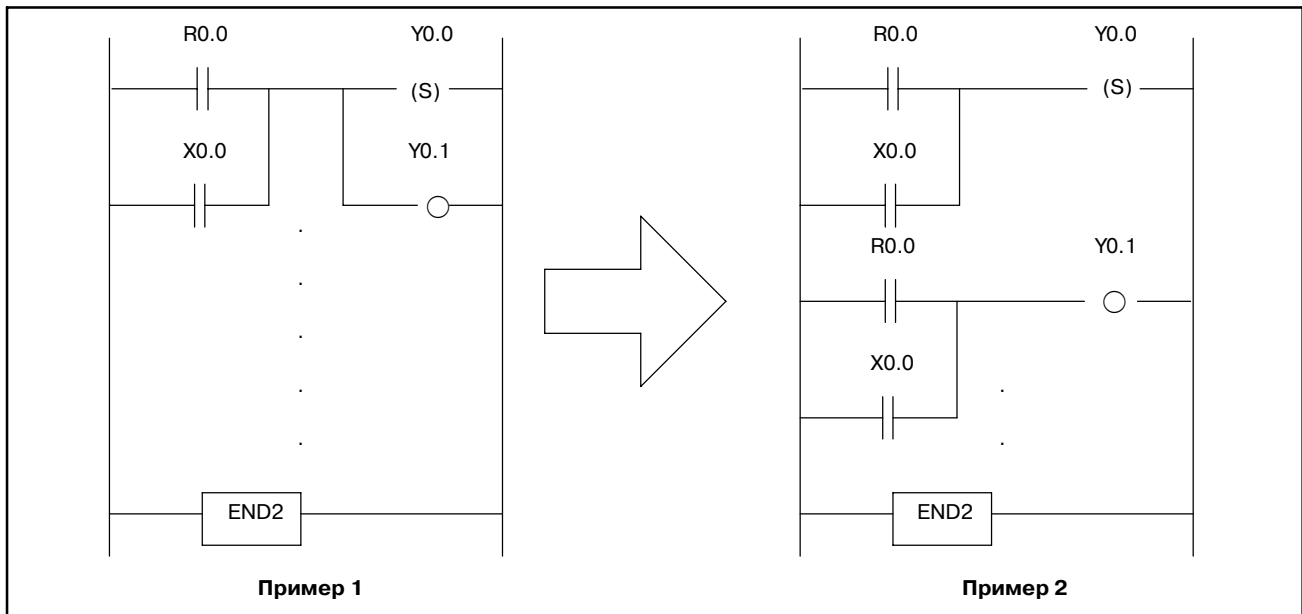 R0.0 Y0.0
(S)
X0.0 Y0.1
END2
Пример 1
R0.0 Y0.0
(S)
X0.0
R0.0 Y0.1
X0.0
END2
Пример 2